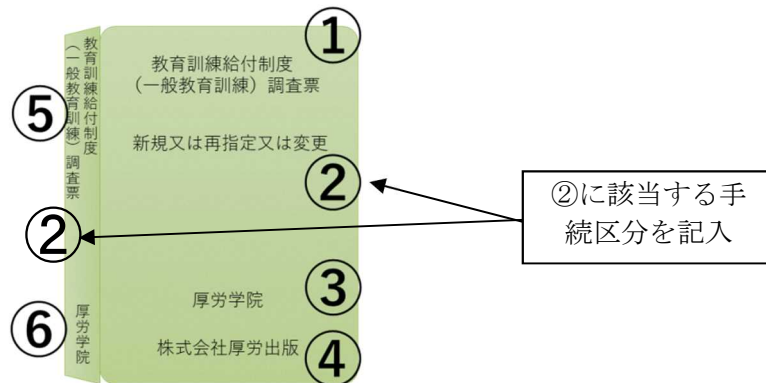 ①
教育訓練給付制度
（一般教育訓練）調査票
新規又は再指定又は変更
②
③
厚労学院
株式会社厚労出版
④
教育訓練給付制度
（一般教育訓練）調査票
⑤
②
厚労学院
⑥
②に該当する手
続区分を記入